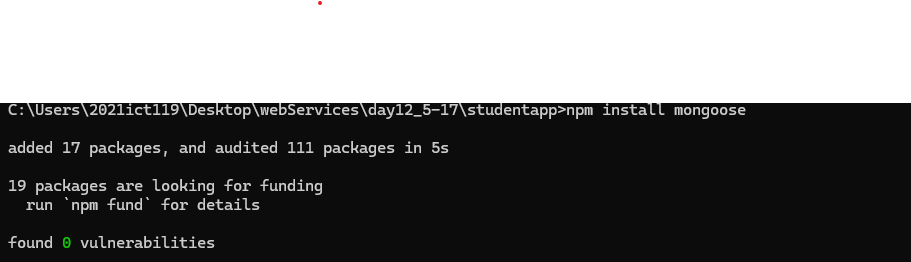 C:\Users\2021ict119\Desktop\webServices\day12_5-17\studentapp>npm install mongoose
added 17 packages, and audited 111 packages in 5s
19 packages are looking for funding
  run `npm fund` for details
found 0 vulnerabilities